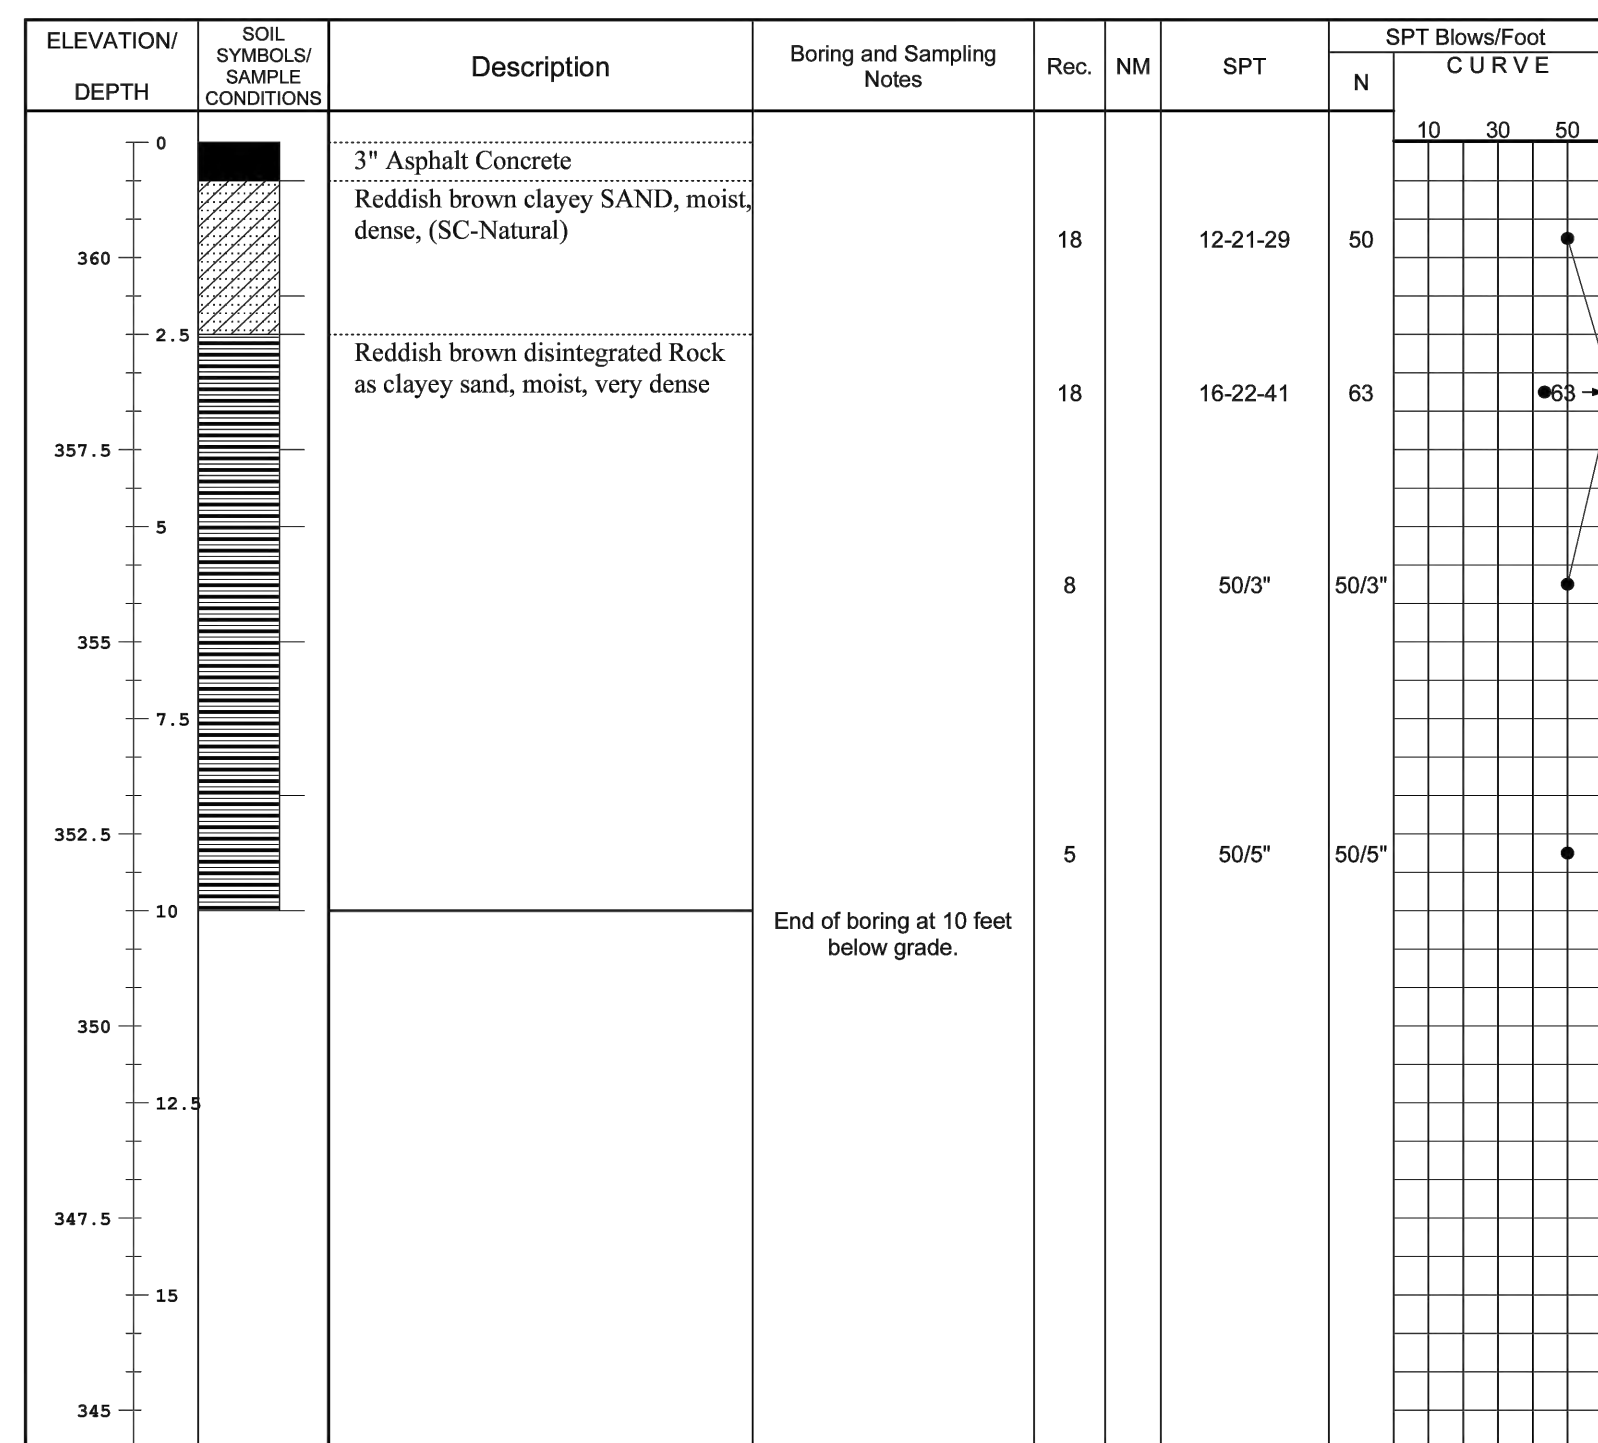 ELEVATION/
DEPTH
SOIL
SYMBOLS/
SAMPLE
CONDITIONS
Description
Boring and Sampling
Notes
Rec.
NM
SPT
SPT Blows/Foot
N
C U R V E
10 30 50
0
3" Asphalt Concrete
Reddish brown clayey SAND, moist,
dense, (SC-Natural)
18 12-21-29 50
360
2.5
Reddish brown disintegrated Rock
as clayey sand, moist, very dense
18 16-22-41 63 63
357.5
5
8 50/3" 50/3"
355
7.5
352.5
5 50/5" 50/5"
10
End of boring at 10 feet
below grade.
350
12.5
347.5
15
345